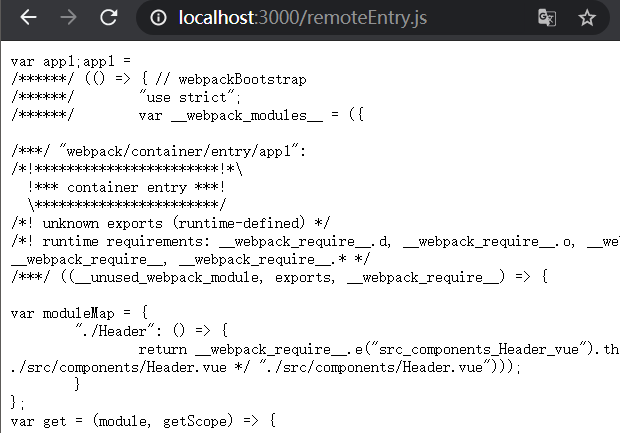 localhost:3000/remoteEntry.js
var app1;app1 =
/******/ (() => { // webpackBootstrap
/******/ "use strict";
/******/ var __webpack_modules__ = ({
/***/ "webpack/container/entry/app1":
/*!***********************!*\
!*** container entry ***!
\***********************/
/*! unknown exports (runtime-defined) */
/*! runtime requirements: __webpack_require__.d, __webpack_require__.o, __we
__webpack_require__, __webpack_require__.* */
/***/ ((__unused_webpack_module, exports, __webpack_require__) => {
var moduleMap = {
"./Header": () => {
return __webpack_require__.e("src_components_Header_vue").th
./src/components/Header.vue */ "./src/components/Header.vue")));
}
};
var get = (module, getScope) => {